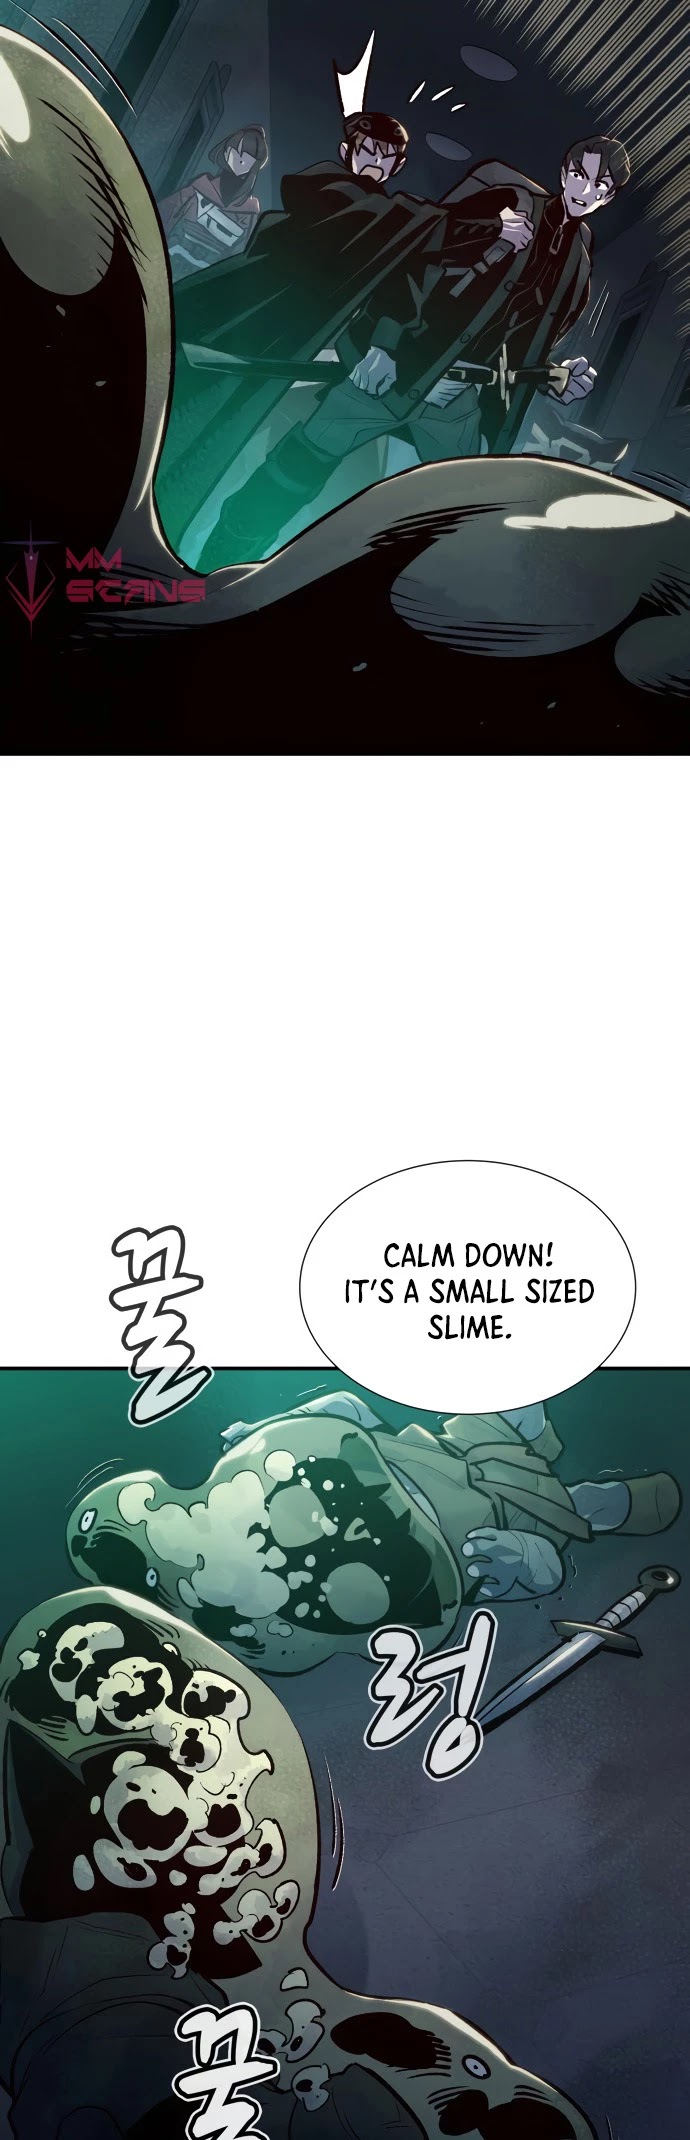 MM
SCANS
CALM DOWN!
IT'S A SMALL SIZED
SLIME.
꿀
렁
꿀